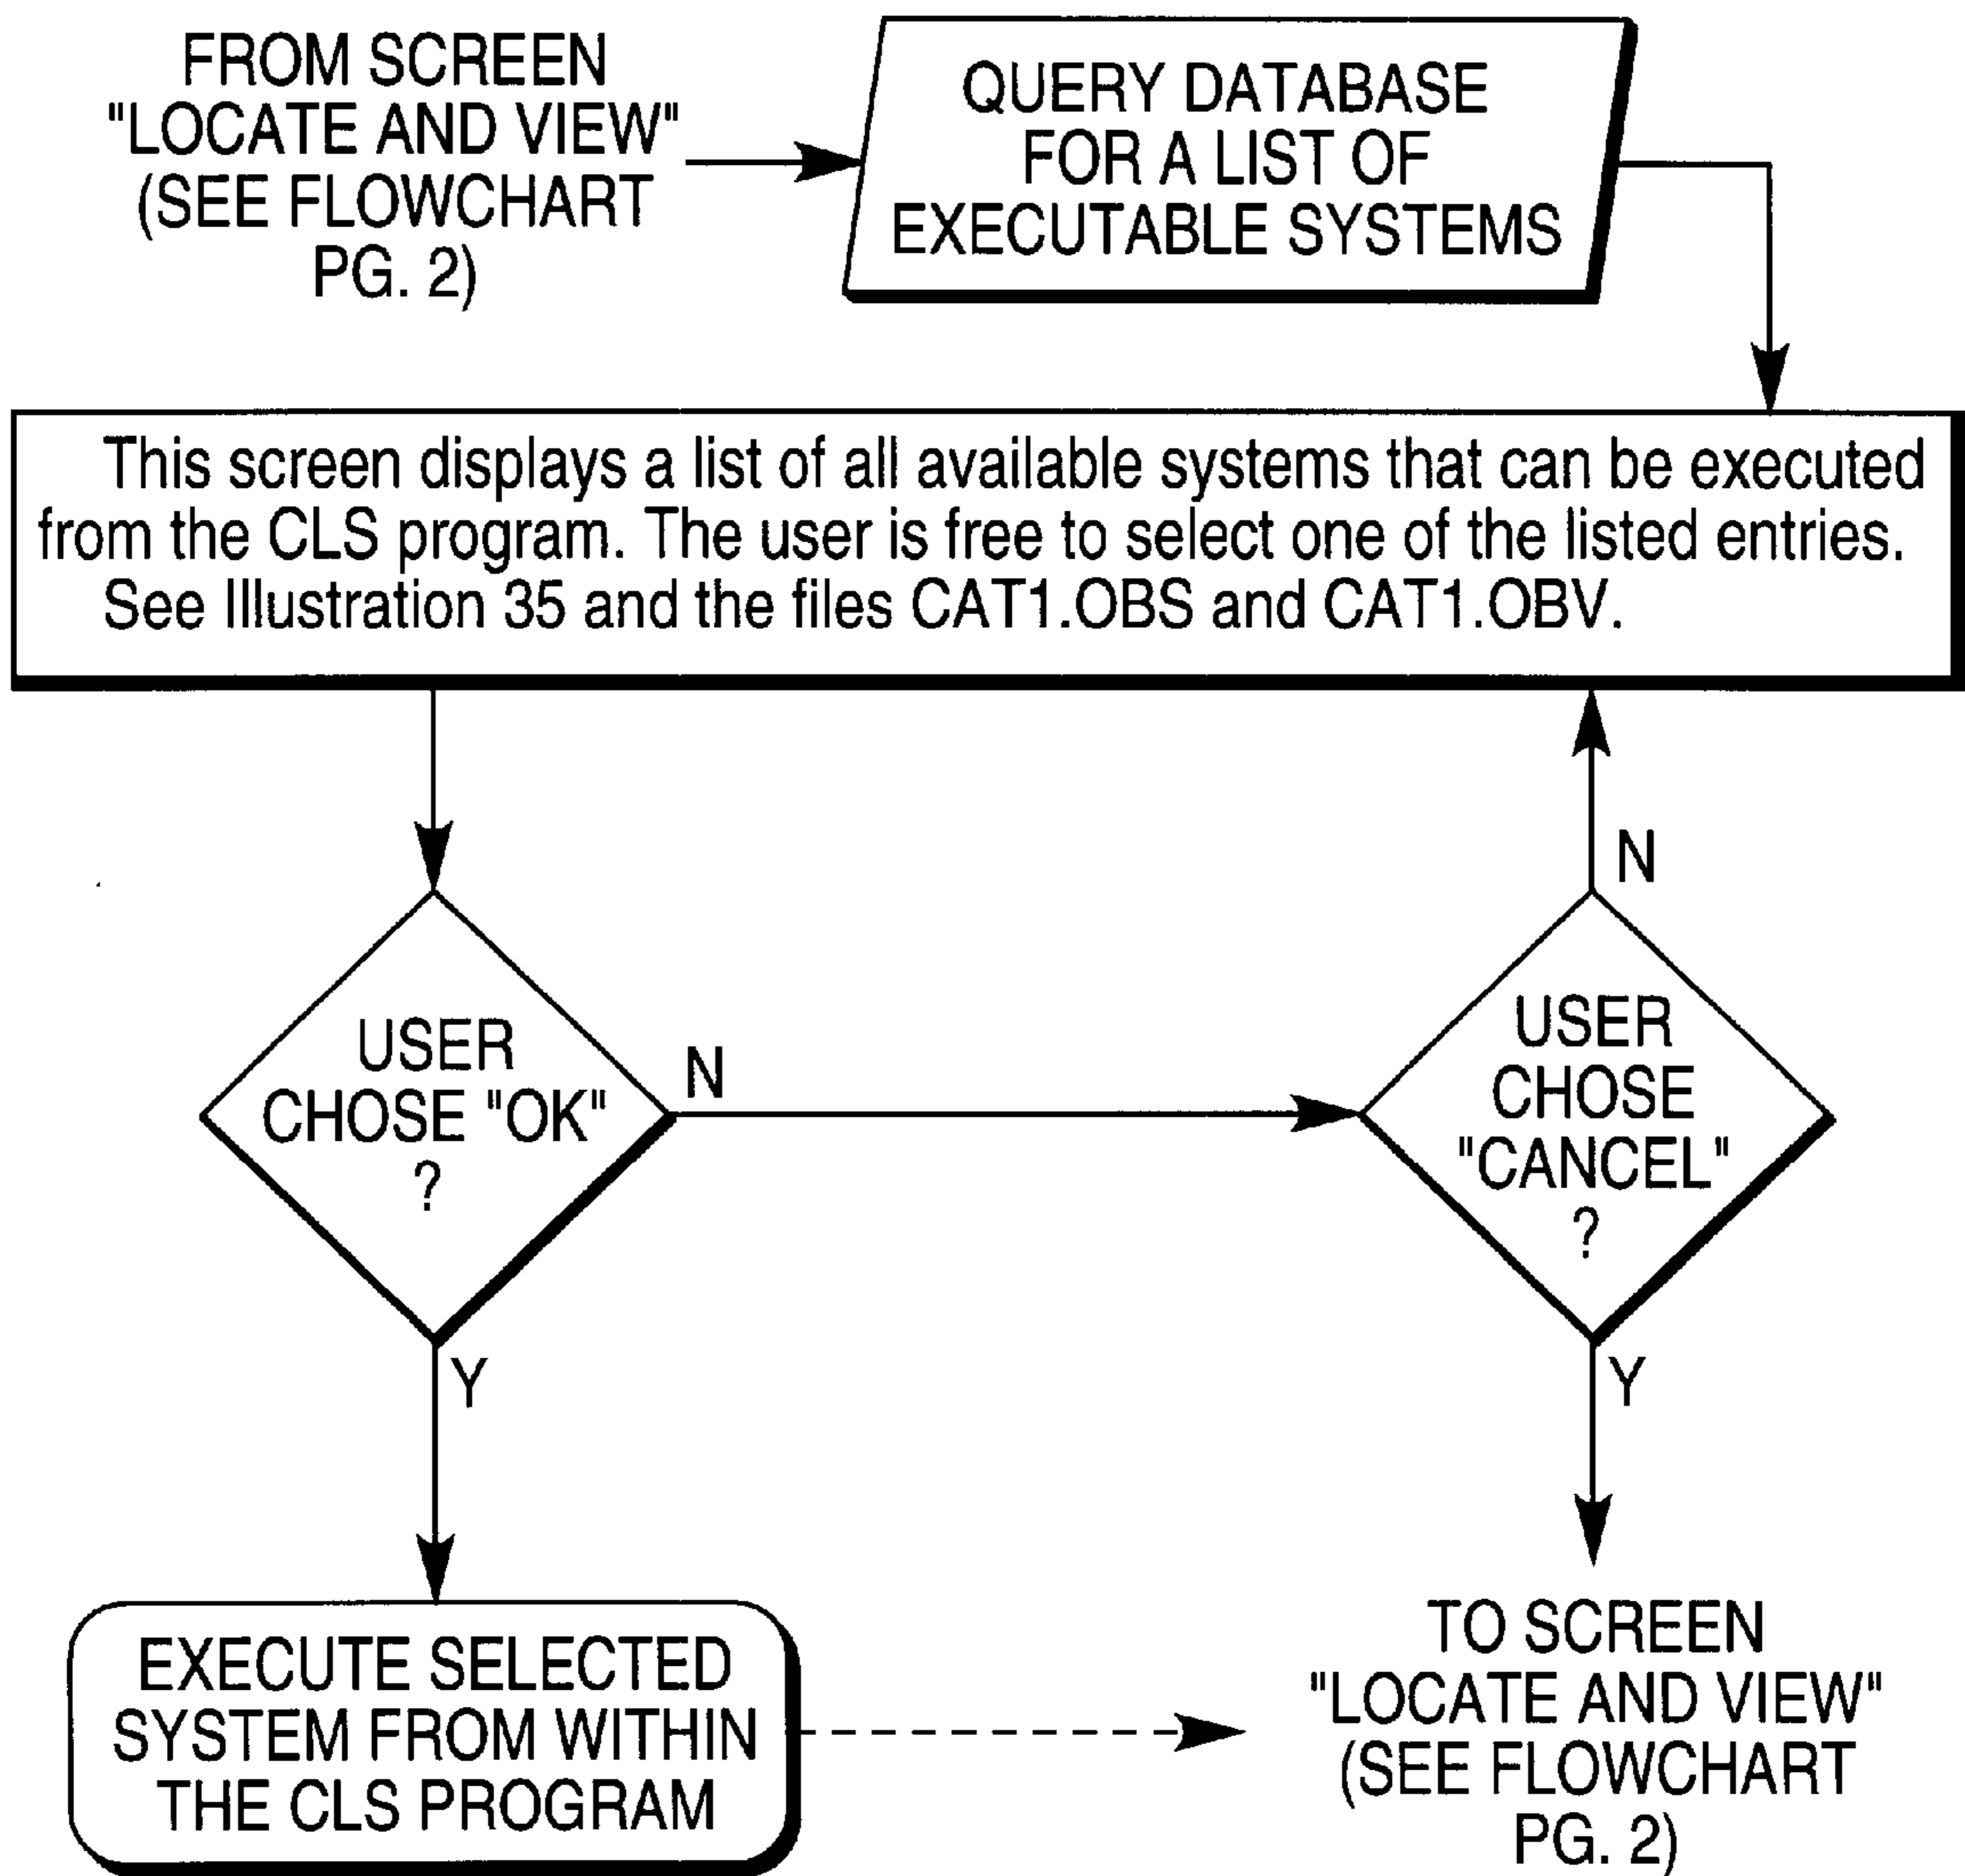 FROM SCREEN
"LOCATE AND VIEW"
(SEE FLOWCHART
PG. 2)
QUERY DATABASE
FOR A LIST OF
EXECUTABLE SYSTEMS
This screen displays a list of all available systems that can be executed
from the CLS program. The user is free to select one of the listed entries.
See Illustration 35 and the files CAT1.OBS and CAT1.OBV.
USER
CHOSE "OK"
?
N
Y
USER
CHOSE
"CANCEL"
?
N
Y
EXECUTE SELECTED
SYSTEM FROM WITHIN
THE CLS PROGRAM
TO SCREEN
"LOCATE AND VIEW"
(SEE FLOWCHART
PG. 2)